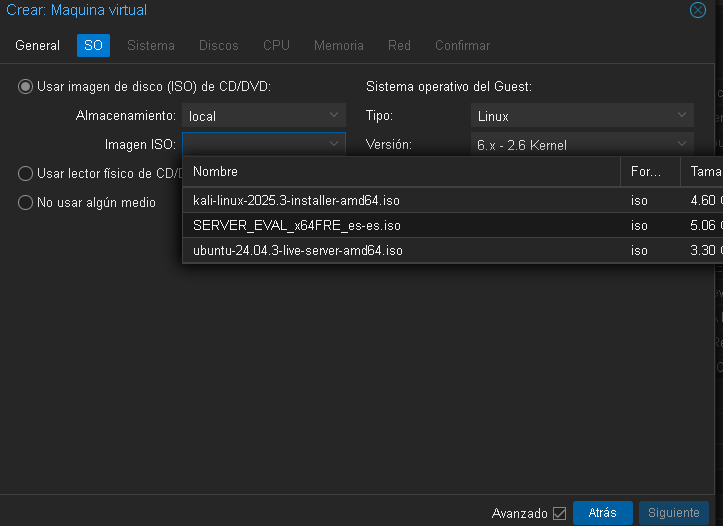 Crear: Maquina virtual
General SO Sistema Discos CPU Memoria Red Confirmar
Usar imagen de disco (ISO) de CD/DVD: Sistema operativo del Guest:
Almacenamiento: local Tipo: Linux
Imagen ISO: Versión: 6.x - 2.6 Kernel
Usar lector físico de CD/D
Nombre For... Tama
No usar algún medio
kali-linux-2025.3-installer-amd64.iso iso 4.60
SERVER_EVAL_x64FRE_es-es.iso iso 5.06
ubuntu-24.04.3-live-server-amd64.iso iso 3.30
Avanzado Atrás Siguiente